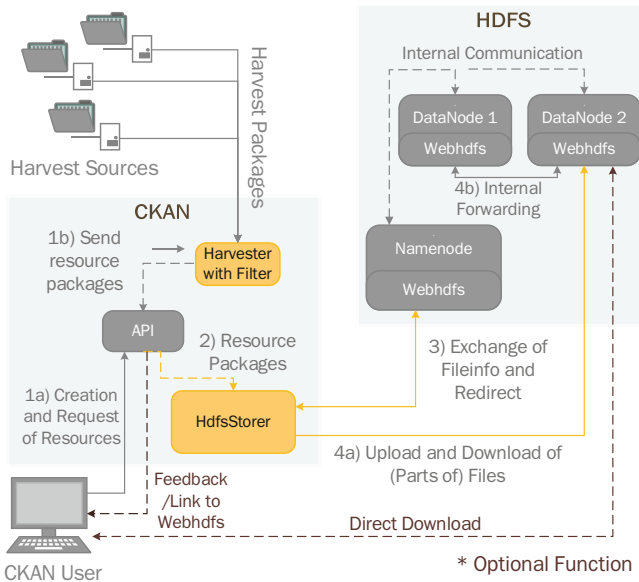 HDFS
Internal Communication
DataNode 1
Webhdfs
DataNode 2
Webhdfs
4b) Internal
Forwarding
Namenode
Webhdfs
Harvest Packages
Harvest Sources
CKAN
1b) Send
resource
packages
Harvester
with Filter
API
2) Resource
Packages
3) Exchange of
Fileinfo and
Redirect
1a) Creation
and Request
of Resources
HdfsStorer
4a) Upload and Download of
(Parts of) Files
Feedback
/Link to
Webhdfs
Direct Download
CKAN User
* Optional Function